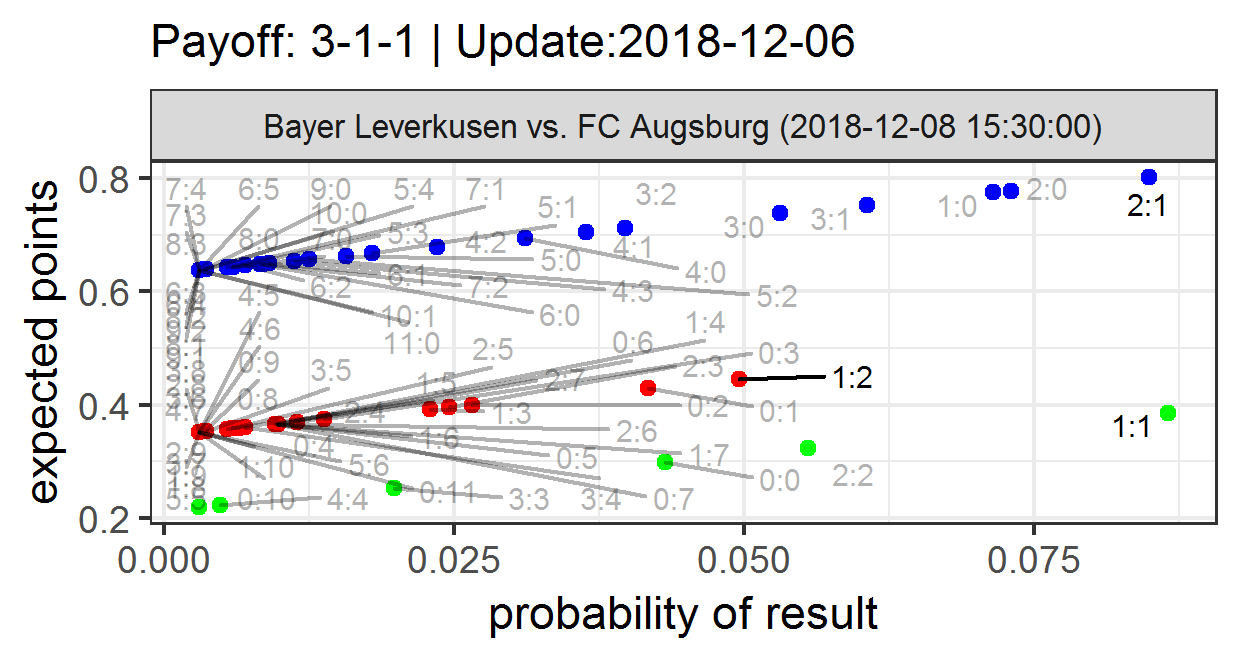 Payoff: 3-1-1 | Update:2018-12-06
Bayer Leverkusen vs. FC Augsburg (2018-12-08 15:30:00)
expected points
0.8
0.6
0.4
0.2
7:4 6:5 9:0 5:4 7:1 3:2
7:3 10:0 5:1 1:0 2:0
2:1
8:3 8:0 7:0 5:3 4:2 4:1 3:0 3:1
5:0 4:0
6:1
6:2 7:2 4:3 5:2
4:5
10:1 6:0 1:4
4:6 11:0 2:5 0:6 0:3
9:1
0:9 3:5 1:5 2:7 2:3 1:2
0:8 2:4 1:3 0:2 0:1
1:1
0:4 1:6 2:6
1:10 5:6 0:5 1:7 2:2
0:0
0:10 4:4 0:11 3:3 3:4 0:7
0.000 0.025 0.050 0.075
probability of result